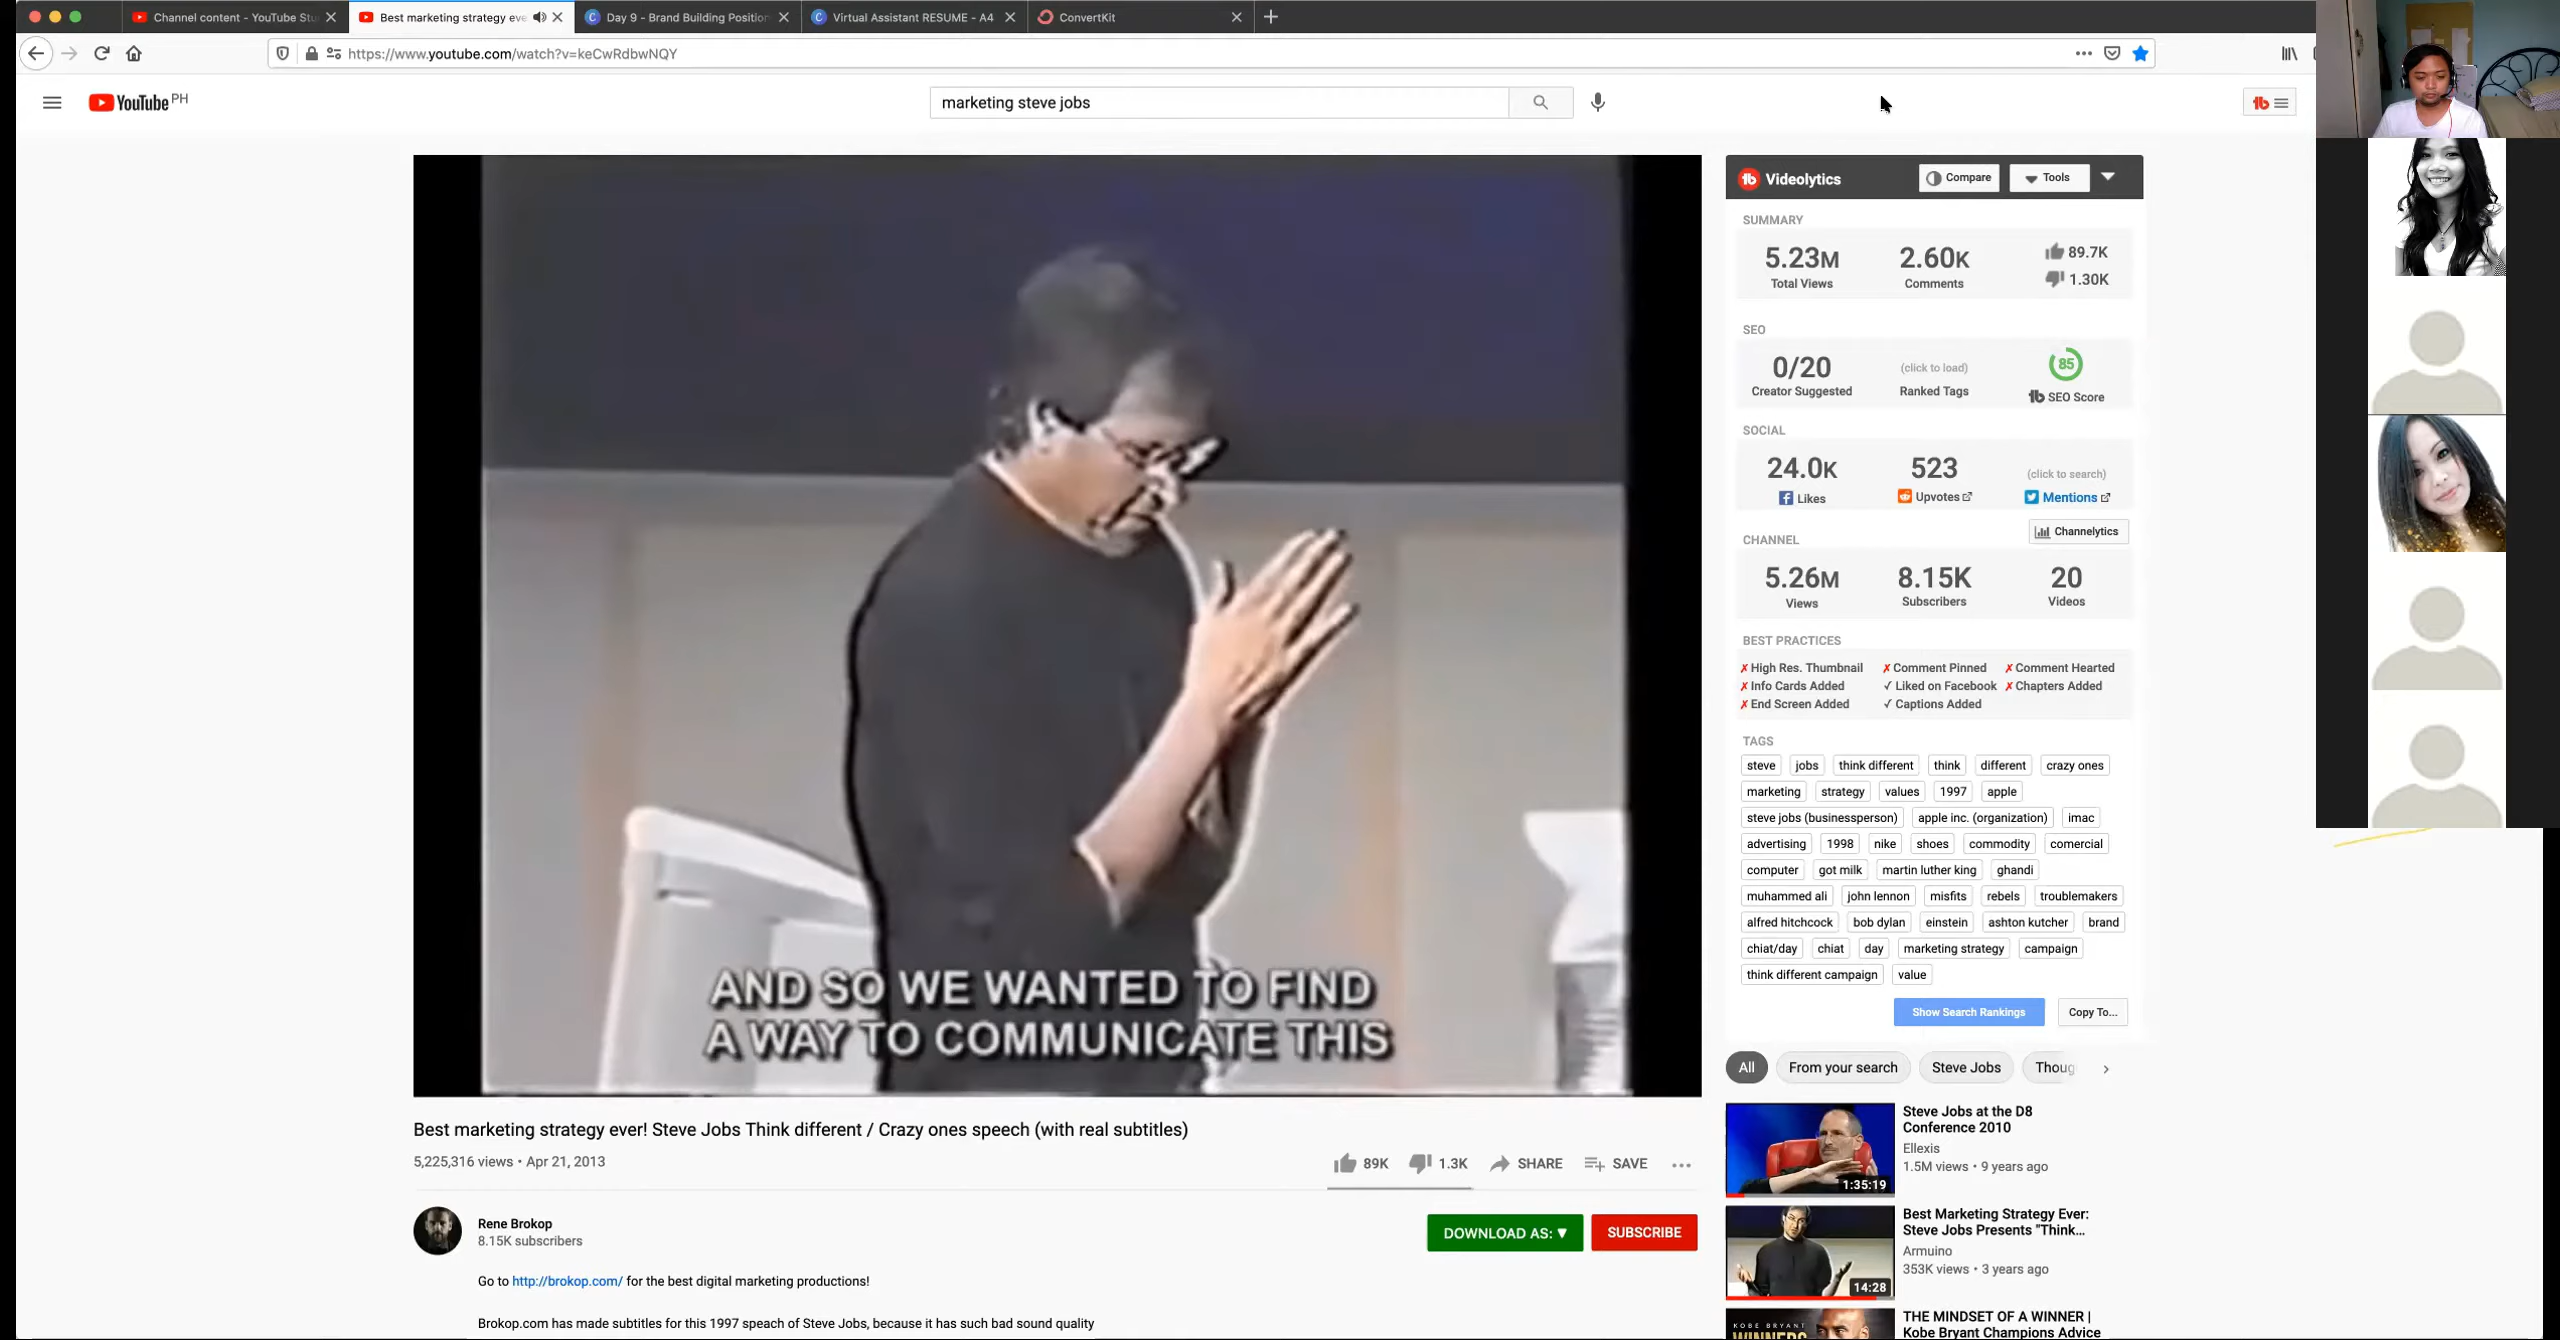 Channel content - YouTube Stu
Best marketing strategy eve
Day 9 - Brand Building Position
Virtual Assistant RESUME - A4
ConvertKit
https://www.youtube.com/watch?v=keCwRdbwNQY
YouTube PH
marketing steve jobs
AND SO WE WANTED TO FIND
A WAY TO COMMUNICATE THIS
Best marketing strategy ever! Steve Jobs Think different / Crazy ones speech (with real subtitles)
5,225,316 views • Apr 21, 2013
89K 1.3K SHARE SAVE
Rene Brokop
8.15K subscribers
DOWNLOAD AS: ▼ SUBSCRIBE
Go to http://brokop.com/ for the best digital marketing productions!
Brokop.com has made subtitles for this 1997 speach of Steve Jobs, because it has such bad sound quality
tb Videolytics Compare Tools
SUMMARY
5.23M 2.60K 89.7K
Total Views Comments 1.30K
SEO
0/20 (click to load) 85
Creator Suggested Ranked Tags tb SEO Score
SOCIAL
24.0K 523 (click to search)
Likes Upvotes Mentions
CHANNEL Channelytics
5.26M 8.15K 20
Views Subscribers Videos
BEST PRACTICES
✗ High Res. Thumbnail ✗ Comment Pinned ✗ Comment Hearted
✗ Info Cards Added ✓ Liked on Facebook ✗ Chapters Added
✗ End Screen Added ✓ Captions Added
TAGS
steve jobs think different think different crazy ones
marketing strategy values 1997 apple
steve jobs (businessperson) apple inc. (organization) imac
advertising 1998 nike shoes commodity comercial
computer got milk martin luther king ghandi
muhammed ali john lennon misfits rebels troublemakers
alfred hitchcock bob dylan einstein ashton kutcher brand
chiat/day chiat day marketing strategy campaign
think different campaign value
Show Search Rankings Copy To...
All From your search Steve Jobs Thoug
Steve Jobs at the D8
Conference 2010
Ellexis
1.5M views • 9 years ago
1:35:19
Best Marketing Strategy Ever:
Steve Jobs Presents "Think...
Armuino
353K views • 3 years ago
14:28
THE MINDSET OF A WINNER |
Kobe Bryant Champions Advice
KOBE BRYANT
WINNERS